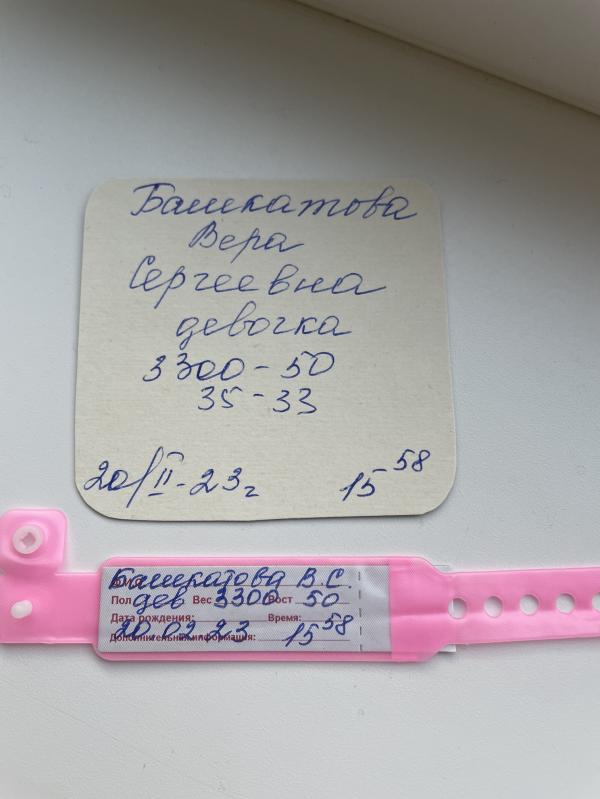 Башкатова
Вера
Сергеевна
девочка
3300-50
35-33
20/II-23г 15 58
Башкатова В.С.
Пол дев Вес 3300 Рост 50
Дата рождения: Время:
20.02.23 15 58
Дополнительная информация: